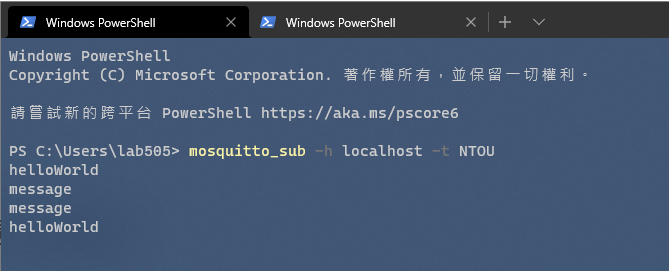 Windows PowerShell
Windows PowerShell
Windows PowerShell
Copyright (C) Microsoft Corporation. 著作權所有，並保留一切權利。
請嘗試新的跨平台 PowerShell https://aka.ms/pscore6
PS C:\Users\lab505> mosquitto_sub -h localhost -t NTOU
helloWorld
message
message
helloWorld